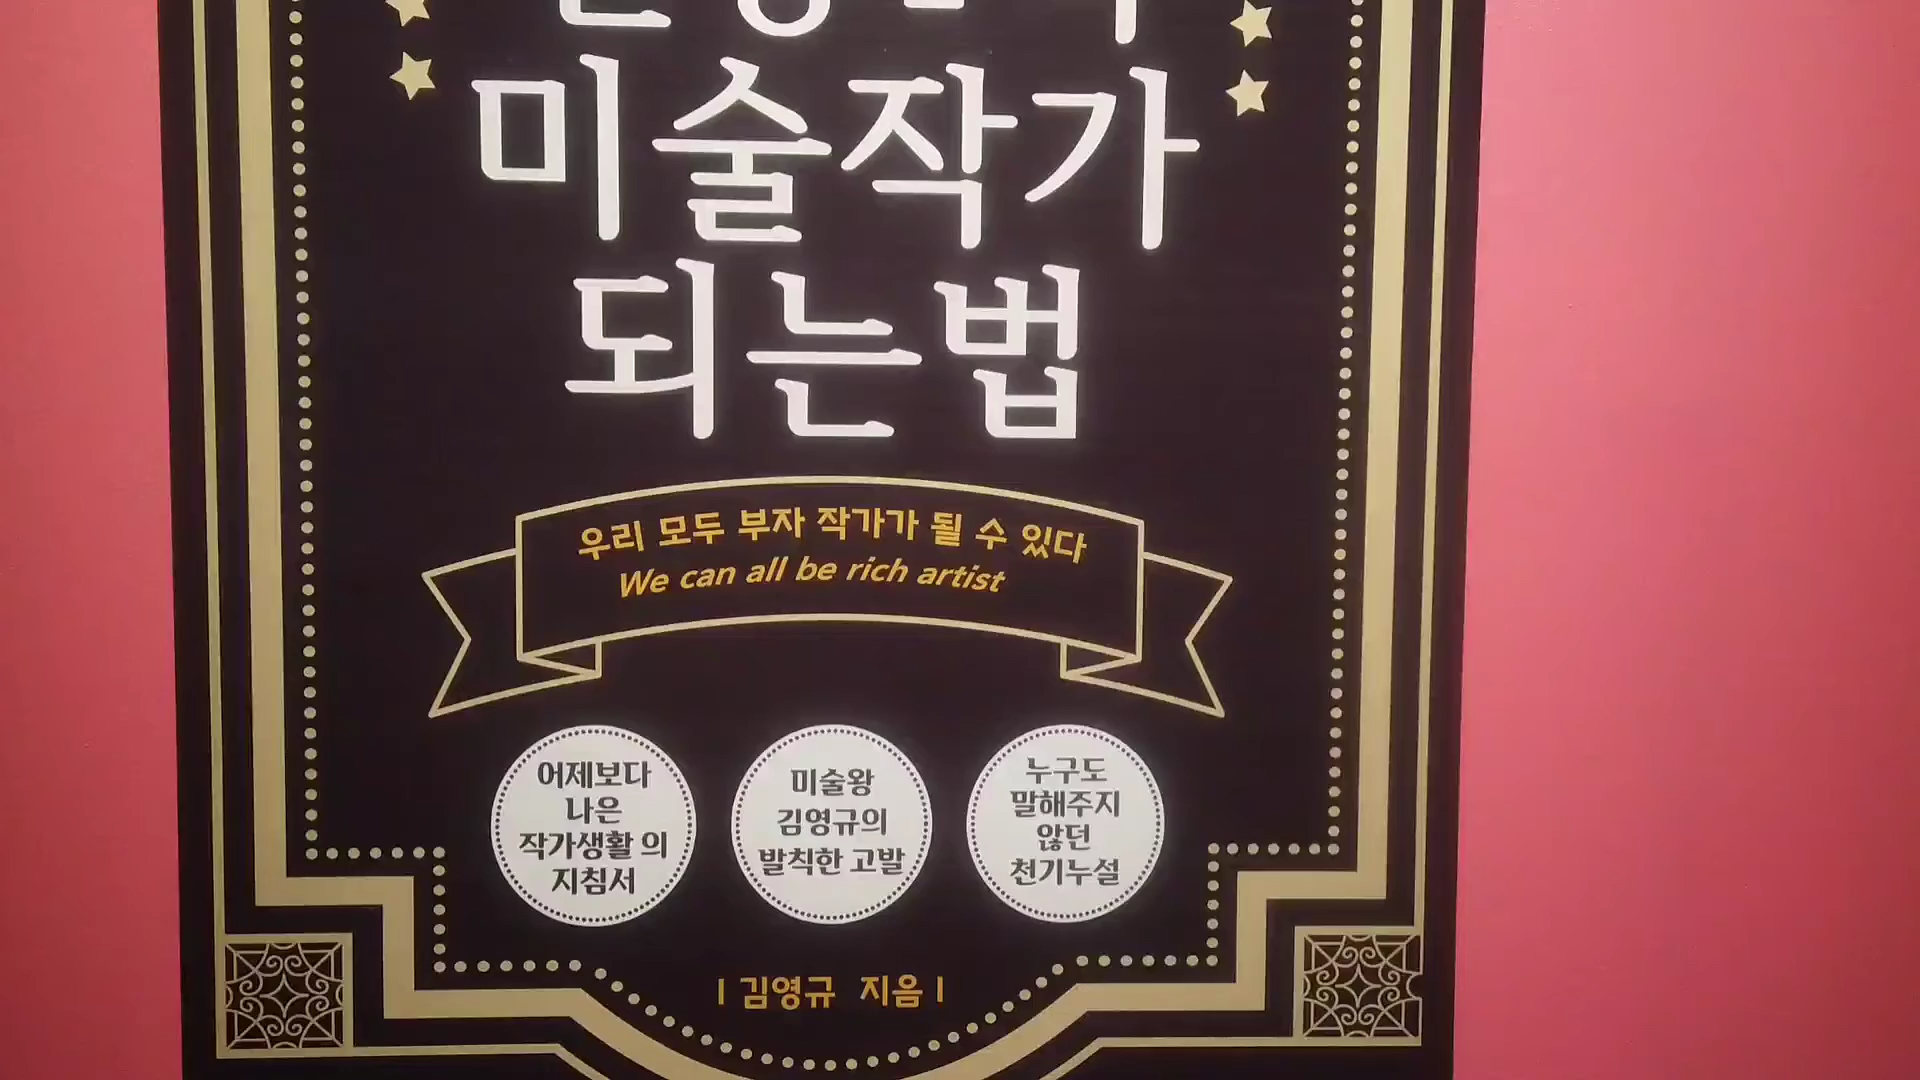 미술작가
되는법
우리 모두 부자 작가가 될 수 있다
We can all be rich artist
어제보다
나은
작가생활 의
지침서
미술왕
김영규의
발칙한 고발
누구도
말해주지
않던
천기누설
| 김영규 지음 |